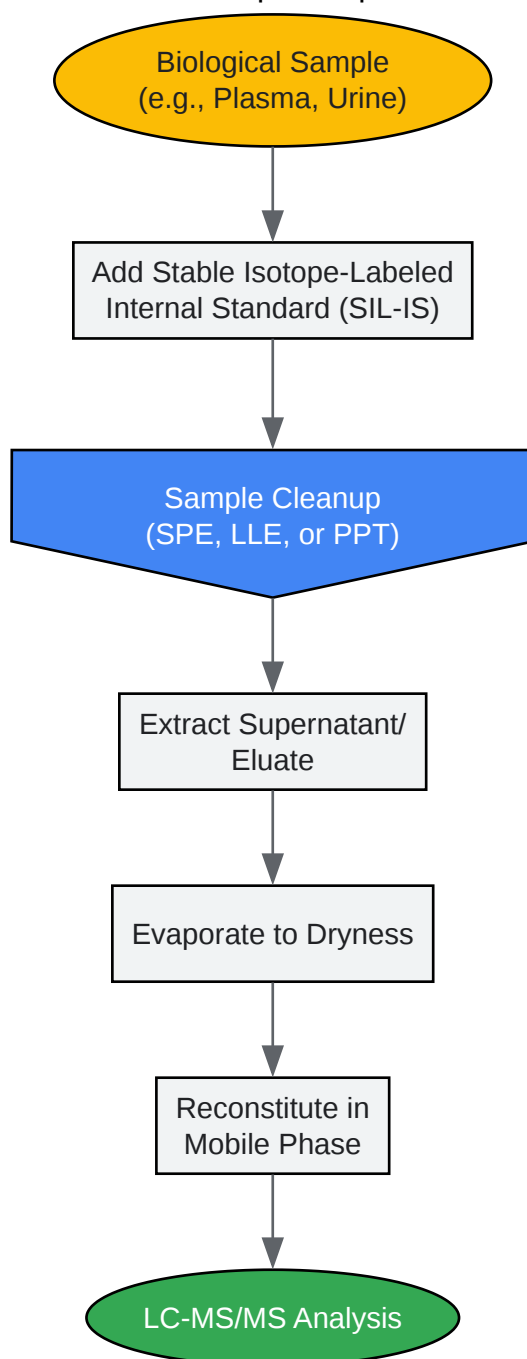 Biological Sample
(e.g., Plasma, Urine)
Add Stable Isotope-Labeled
Internal Standard (SIL-IS)
Sample Cleanup
(SPE, LLE, or PPT)
Extract Supernatant/
Eluate
Evaporate to Dryness
Reconstitute in
Mobile Phase
LC-MS/MS Analysis